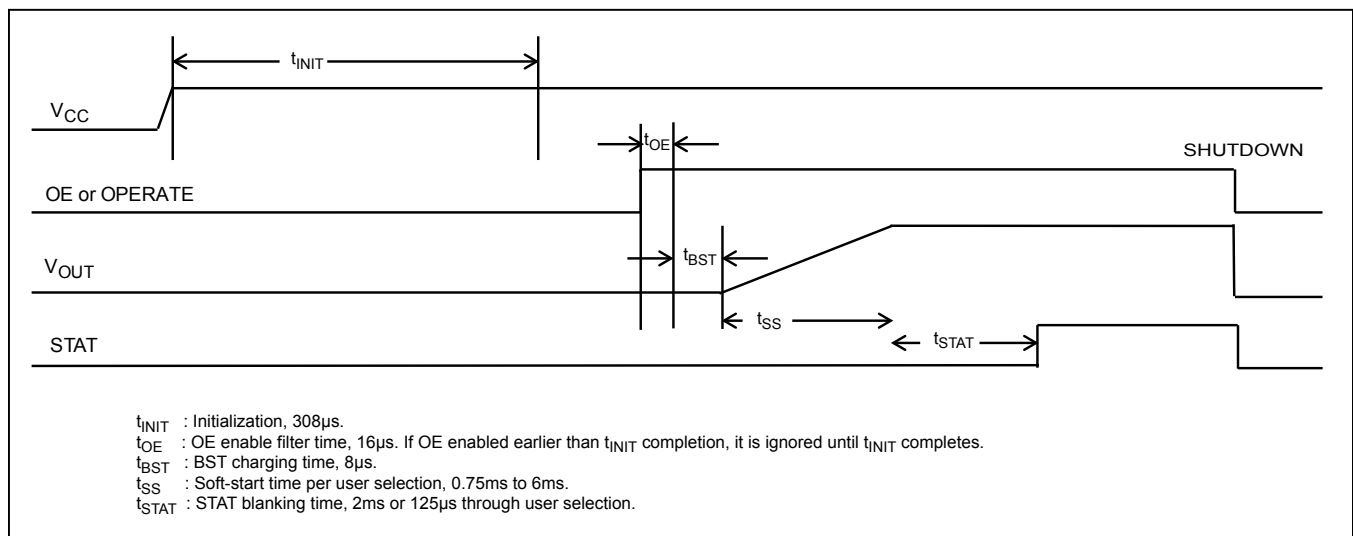 tINIT
VCC
tOE
SHUTDOWN
OE or OPERATE
tBST
VOUT
tSS
tSTAT
STAT
tINIT : Initialization, 308µs.
tOE : OE enable filter time, 16µs. If OE enabled earlier than tINIT completion, it is ignored until tINIT completes.
tBST : BST charging time, 8µs.
tSS : Soft-start time per user selection, 0.75ms to 6ms.
tSTAT : STAT blanking time, 2ms or 125µs through user selection.